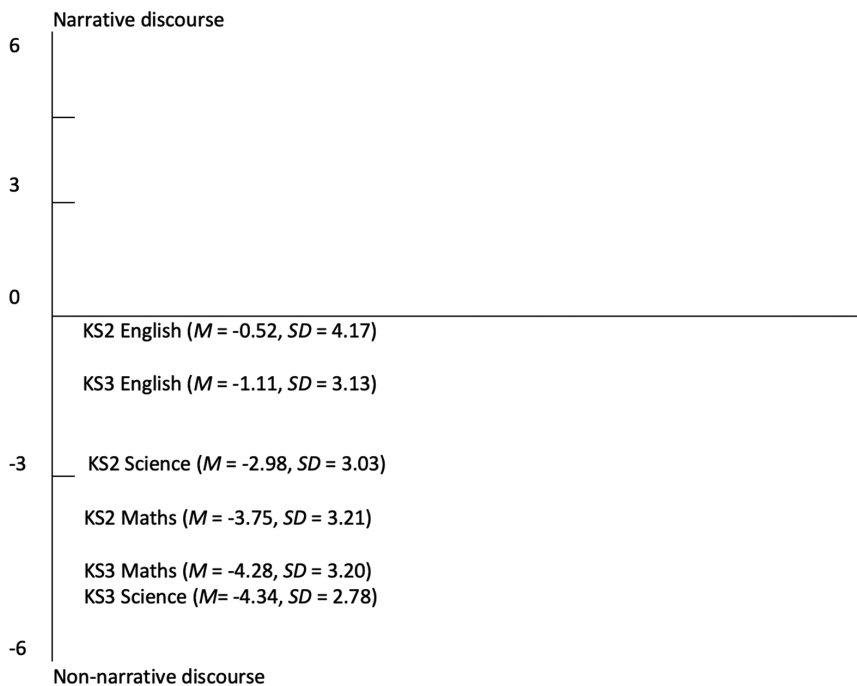 Narrative discourse
6
3
0
KS2 English (M = -0.52, SD = 4.17)
KS3 English (M = -1.11, SD = 3.13)
-3
KS2 Science (M = -2.98, SD = 3.03)
KS2 Maths (M = -3.75, SD = 3.21)
KS3 Maths (M = -4.28, SD = 3.20)
KS3 Science (M= -4.34, SD = 2.78)
-6
Non-narrative discourse